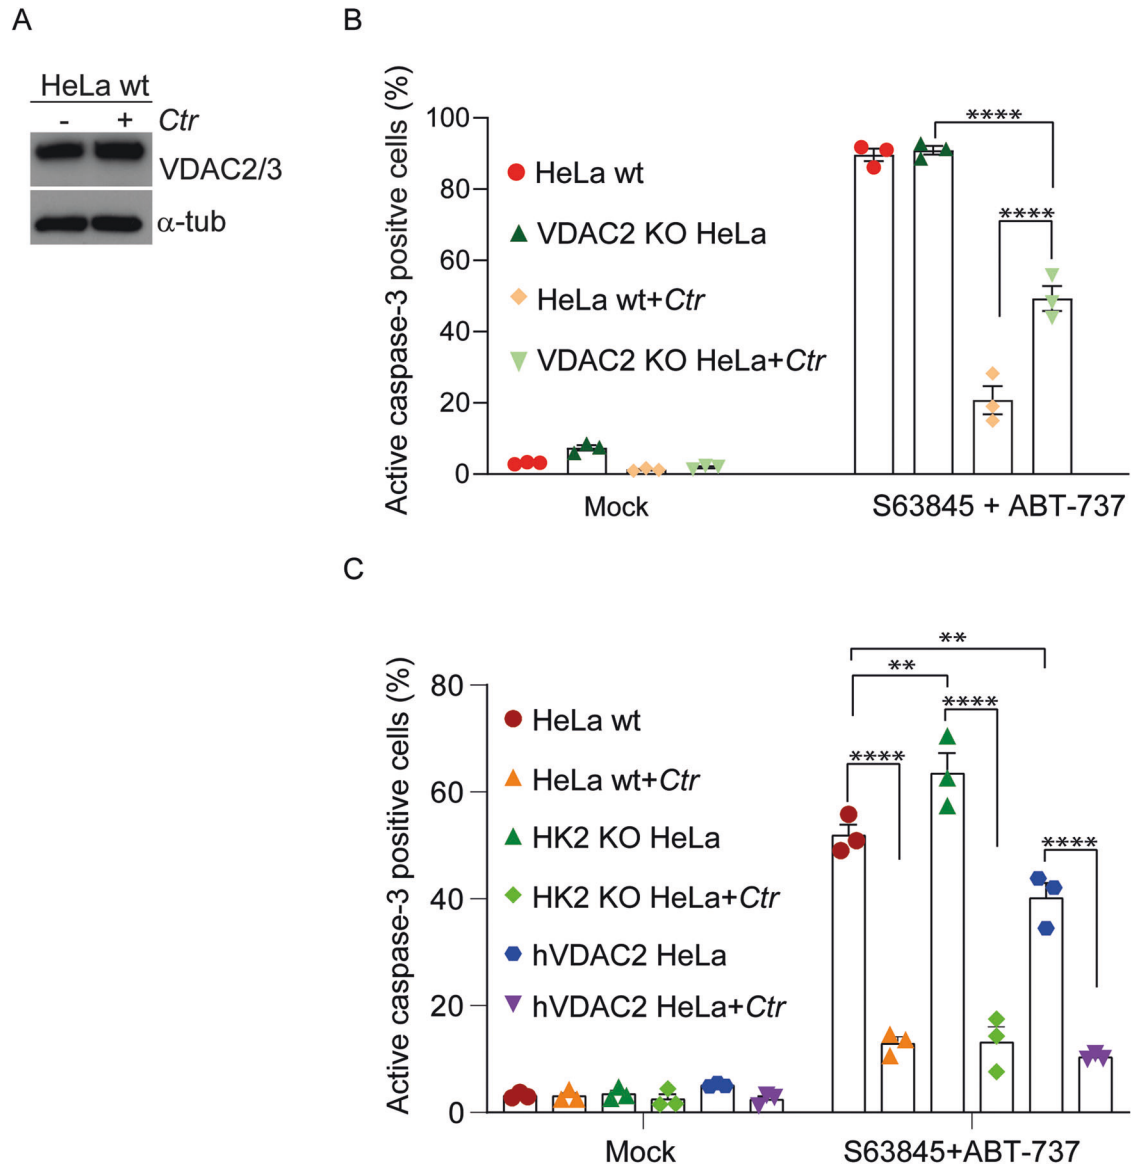 A
HeLa wt
- + Ctr
VDAC2/3
α-tub
B
Active caspase-3 positve cells (%)
100
80
60
40
20
0
HeLa wt
VDAC2 KO HeLa
HeLa wt+Ctr
VDAC2 KO HeLa+Ctr
****
****
Mock
S63845 + ABT-737
C
Active caspase-3 positive cells (%)
80
60
40
20
0
HeLa wt
HeLa wt+Ctr
HK2 KO HeLa
HK2 KO HeLa+Ctr
hVDAC2 HeLa
hVDAC2 HeLa+Ctr
**
**
****
****
****
Mock
S63845+ABT-737